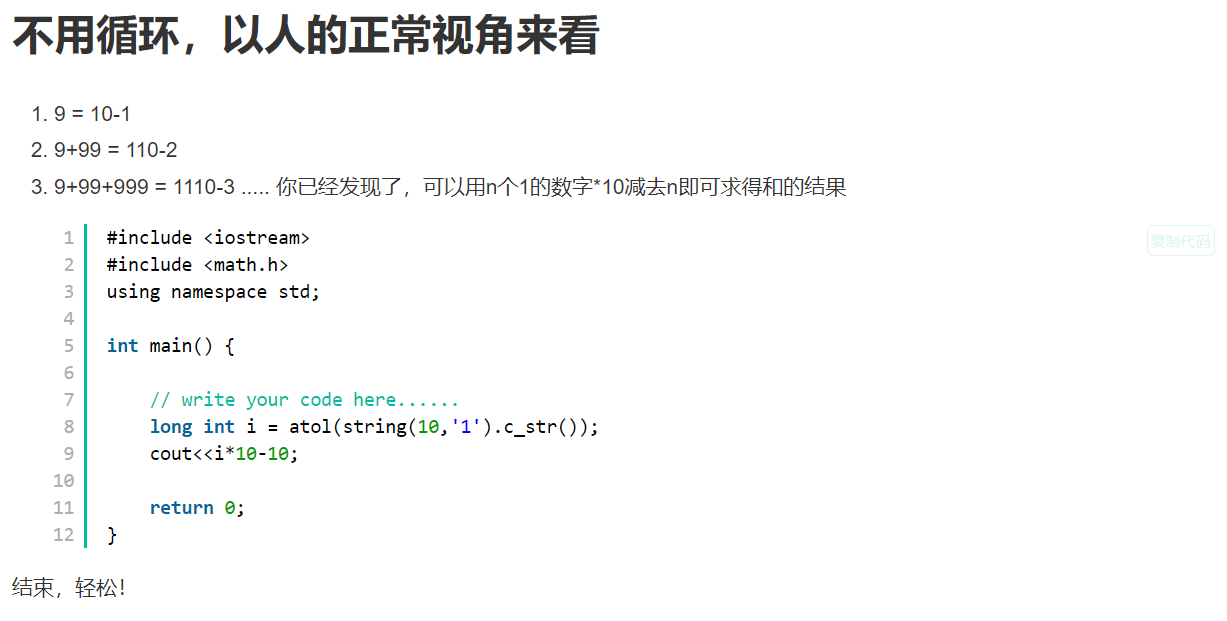 不用循环，以人的正常视角来看
1. 9 = 10-1
2. 9+99 = 110-2
3. 9+99+999 = 1110-3 ..... 你已经发现了，可以用n个1的数字*10减去n即可求得和的结果
复制代码
1 #include <iostream>
2 #include <math.h>
3 using namespace std;
4
5 int main() {
6
7     // write your code here......
8     long int i = atol(string(10,'1').c_str());
9     cout<<i*10-10;
10
11     return 0;
12 }
结束，轻松！